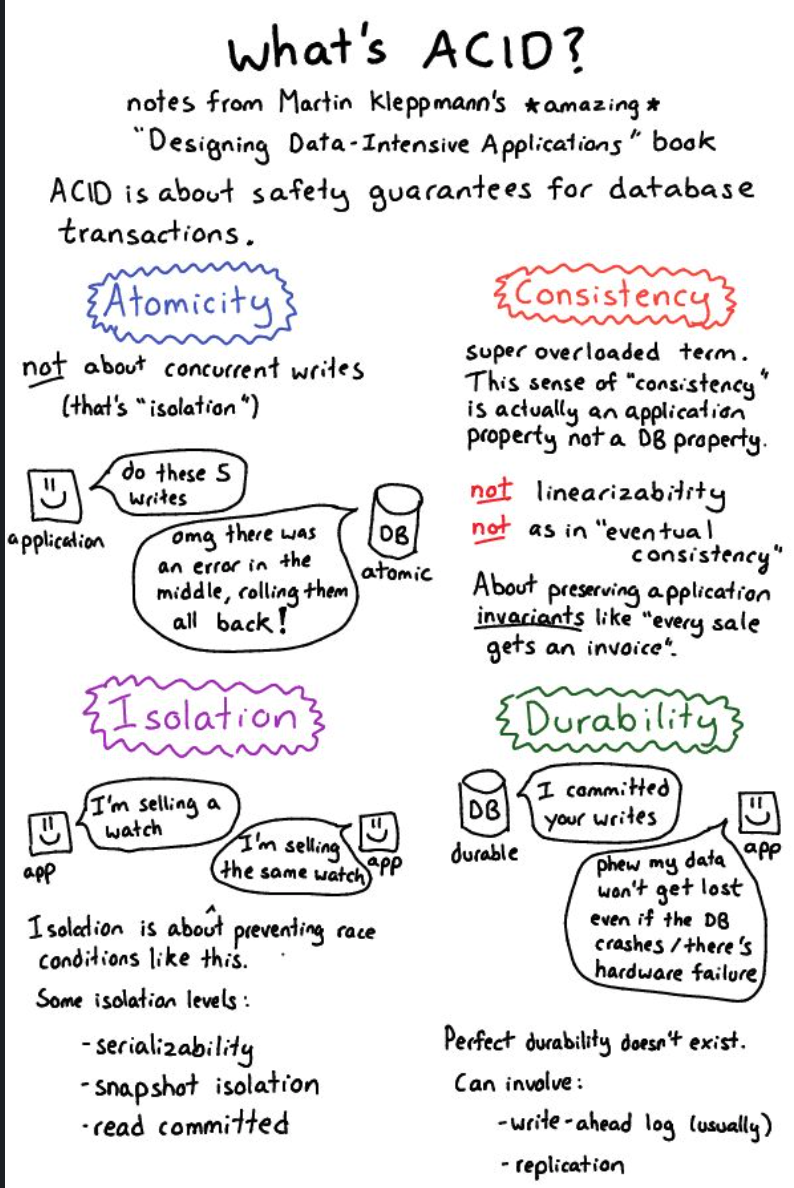 what's ACID?
notes from Martin Kleppmann's *amazing*
"Designing Data-Intensive Applications" book
ACID is about safety guarantees for database
transactions.
Atomicity
not about concurrent writes
(that's "isolation")
do these 5
writes
application
omg there was
an error in the
middle, rolling them
all back!
DB
atomic
Consistency
super overloaded term.
This sense of "consistency"
is actually an application
property not a DB property.
not linearizability
not as in "eventual
consistency"
About preserving application
invariants like "every sale
gets an invoice".
Isolation
I'm selling a
watch
app
I'm selling
the same watch
app
Isolation is about preventing race
conditions like this.
Some isolation levels:
- serializability
- snapshot isolation
- read committed
Durability
DB
durable
I committed
your writes
app
phew my data
won't get lost
even if the DB
crashes / there's
hardware failure
Perfect durability doesn't exist.
Can involve:
- write-ahead log (usually)
- replication